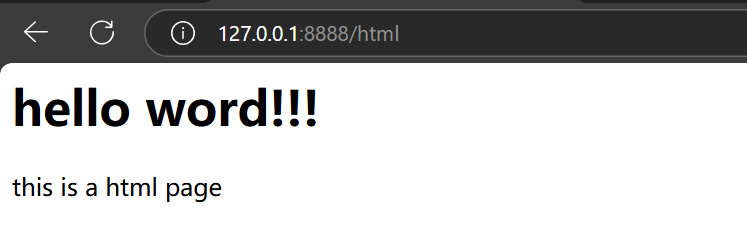 127.0.0.1:8888/html
hello word!!!
this is a html page